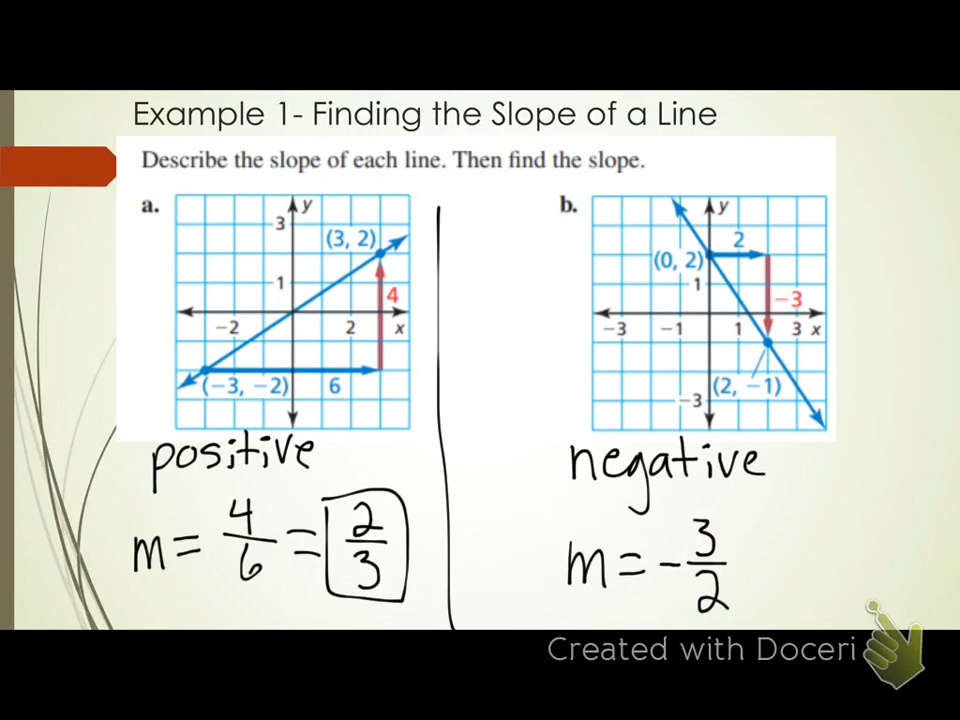 Example 1- Finding the Slope of a Line
Describe the slope of each line. Then find the slope.
a.
y
3
(3, 2)
1
4
−2
2
x
(−3, −2)
6
positive
m = 4/6 = 2/3
b.
y
2
(0, 2)
1
−3
−3
−1
1
3
x
(2, −1)
−3
negative
m = - 3/2
Created with Doceri